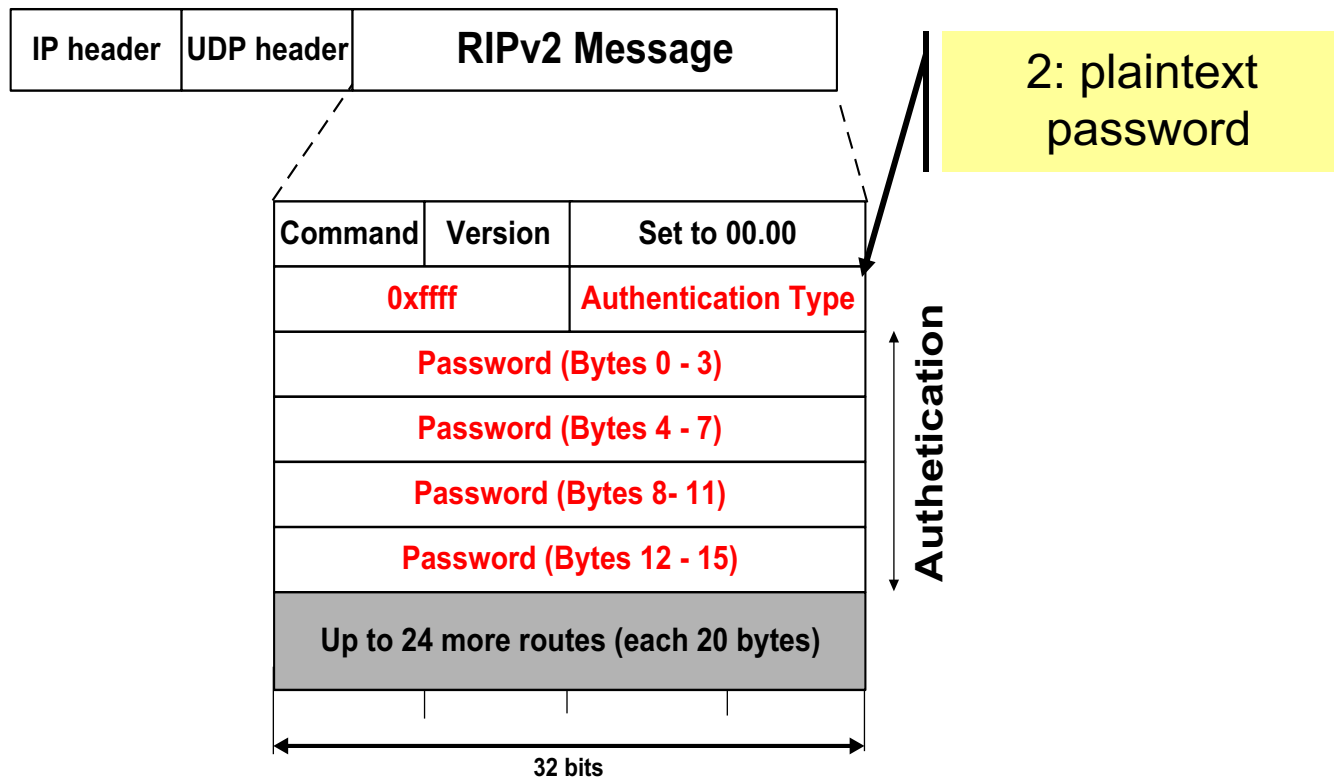 IP header UDP header RIPv2 Message
2: plaintext
password
Command Version Set to 00.00
0xffff Authentication Type
Password (Bytes 0 - 3)
Password (Bytes 4 - 7)
Password (Bytes 8- 11)
Password (Bytes 12 - 15)
Authetication
Up to 24 more routes (each 20 bytes)
32 bits